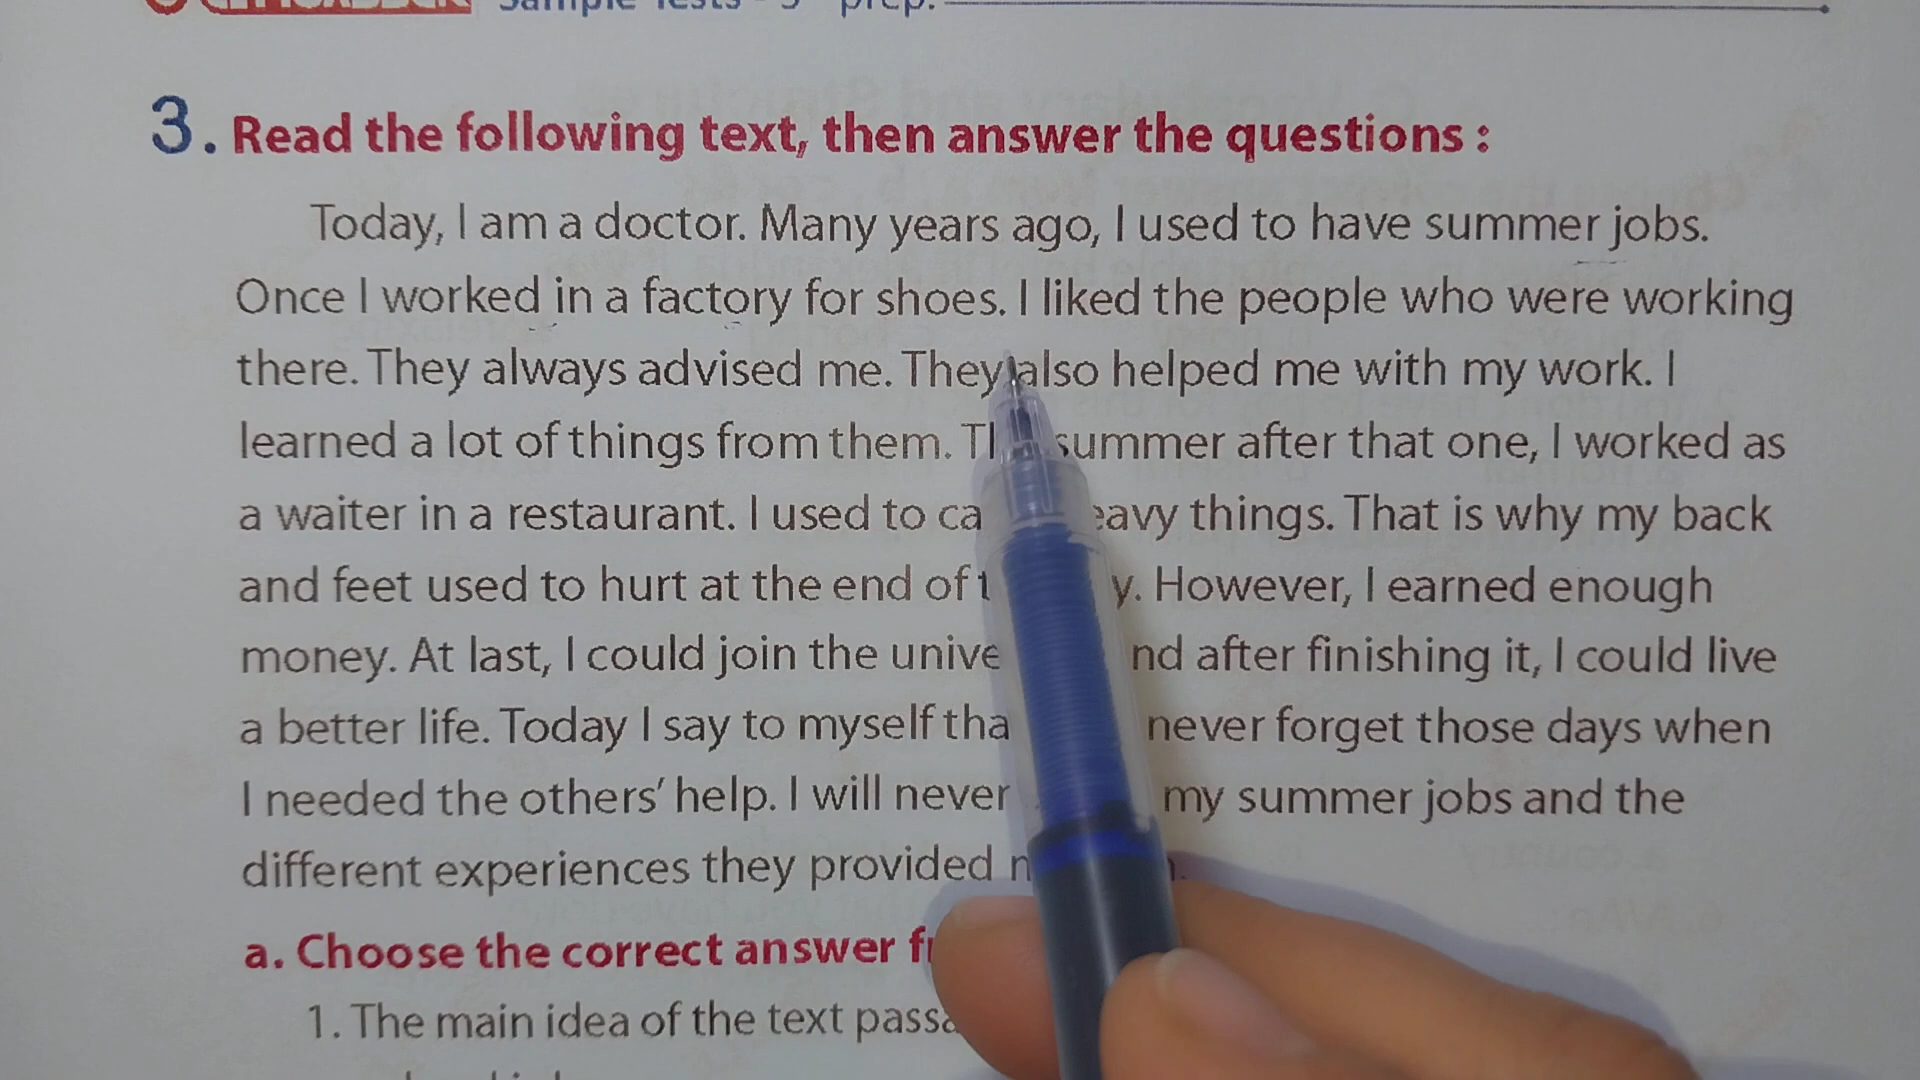 Sample Tests - 3 prep.
3. Read the following text, then answer the questions :
Today, I am a doctor. Many years ago, I used to have summer jobs.
Once I worked in a factory for shoes. I liked the people who were working
there. They always advised me. They also helped me with my work. I
learned a lot of things from them. summer after that one, I worked as
a waiter in a restaurant. I used to things. That is why my back
and feet used to hurt at the end of However, I earned enough
money. At last, I could join the after finishing it, I could live
a better life. Today I say to myself never forget those days when
I needed the others' help. I will never my summer jobs and the
different experiences they provided
a. Choose the correct answer
1. The main idea of the text